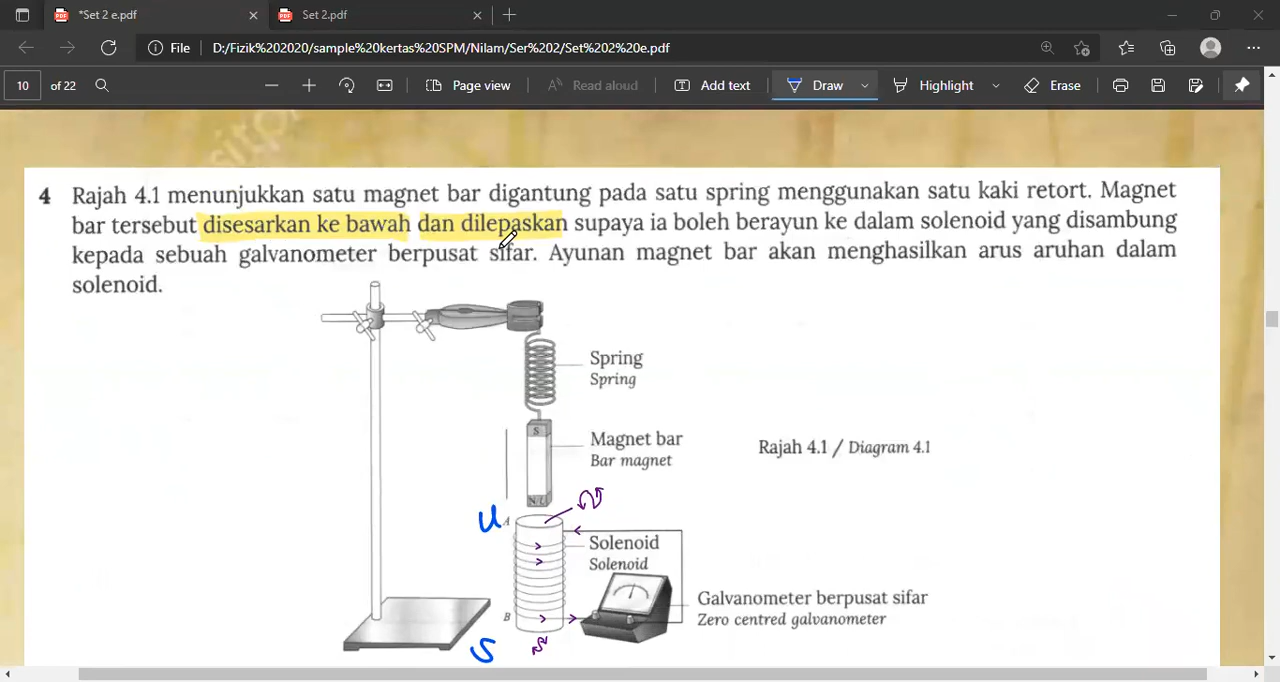 *Set 2 e.pdf
Set 2.pdf
File
D:/Fizik%202020/sample%20kertas%20SPM/Nilam/Ser%202/Set%202%20e.pdf
10
of 22
Page view
Read aloud
Add text
Draw
Highlight
Erase
4 Rajah 4.1 menunjukkan satu magnet bar digantung pada satu spring menggunakan satu kaki retort. Magnet
bar tersebut disesarkan ke bawah dan dilepaskan supaya ia boleh berayun ke dalam solenoid yang disambung
kepada sebuah galvanometer berpusat sifar. Ayunan magnet bar akan menghasilkan arus aruhan dalam
solenoid.
Spring
Spring
S
Magnet bar
Bar magnet
Rajah 4.1 / Diagram 4.1
N/U
U
A
Solenoid
Solenoid
Galvanometer berpusat sifar
Zero centred galvanometer
B
S